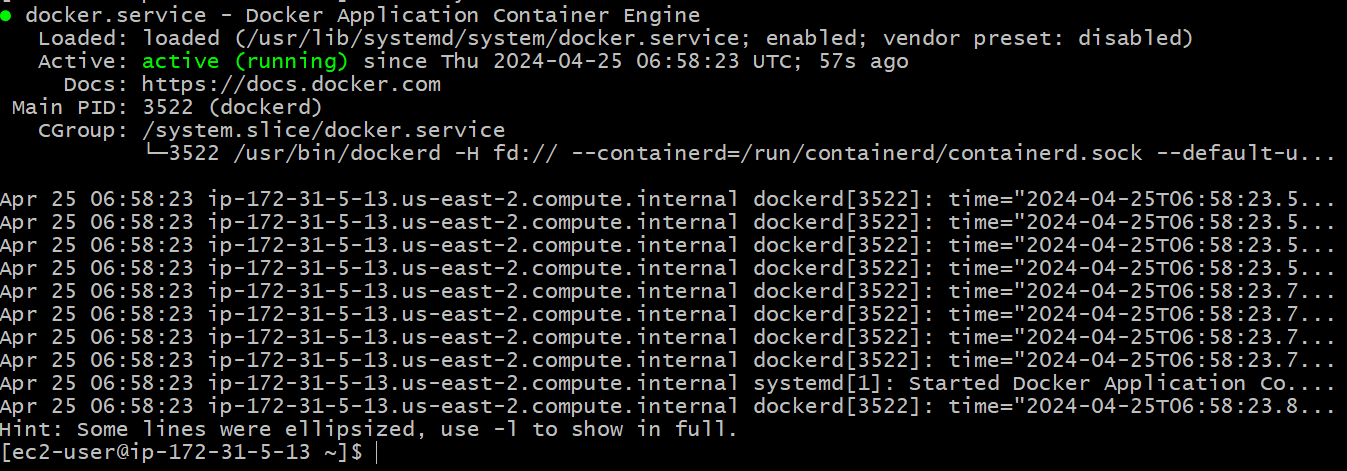 ● docker.service - Docker Application Container Engine
   Loaded: loaded (/usr/lib/systemd/system/docker.service; enabled; vendor preset: disabled)
   Active: active (running) since Thu 2024-04-25 06:58:23 UTC; 57s ago
     Docs: https://docs.docker.com
 Main PID: 3522 (dockerd)
   CGroup: /system.slice/docker.service
           └─3522 /usr/bin/dockerd -H fd:// --containerd=/run/containerd/containerd.sock --default-u...
Apr 25 06:58:23 ip-172-31-5-13.us-east-2.compute.internal dockerd[3522]: time="2024-04-25T06:58:23.5...
Apr 25 06:58:23 ip-172-31-5-13.us-east-2.compute.internal dockerd[3522]: time="2024-04-25T06:58:23.5...
Apr 25 06:58:23 ip-172-31-5-13.us-east-2.compute.internal dockerd[3522]: time="2024-04-25T06:58:23.5...
Apr 25 06:58:23 ip-172-31-5-13.us-east-2.compute.internal dockerd[3522]: time="2024-04-25T06:58:23.5...
Apr 25 06:58:23 ip-172-31-5-13.us-east-2.compute.internal dockerd[3522]: time="2024-04-25T06:58:23.7...
Apr 25 06:58:23 ip-172-31-5-13.us-east-2.compute.internal dockerd[3522]: time="2024-04-25T06:58:23.7...
Apr 25 06:58:23 ip-172-31-5-13.us-east-2.compute.internal dockerd[3522]: time="2024-04-25T06:58:23.7...
Apr 25 06:58:23 ip-172-31-5-13.us-east-2.compute.internal dockerd[3522]: time="2024-04-25T06:58:23.7...
Apr 25 06:58:23 ip-172-31-5-13.us-east-2.compute.internal systemd[1]: Started Docker Application Co....
Apr 25 06:58:23 ip-172-31-5-13.us-east-2.compute.internal dockerd[3522]: time="2024-04-25T06:58:23.8...
Hint: Some lines were ellipsized, use -l to show in full.
[ec2-user@ip-172-31-5-13 ~]$